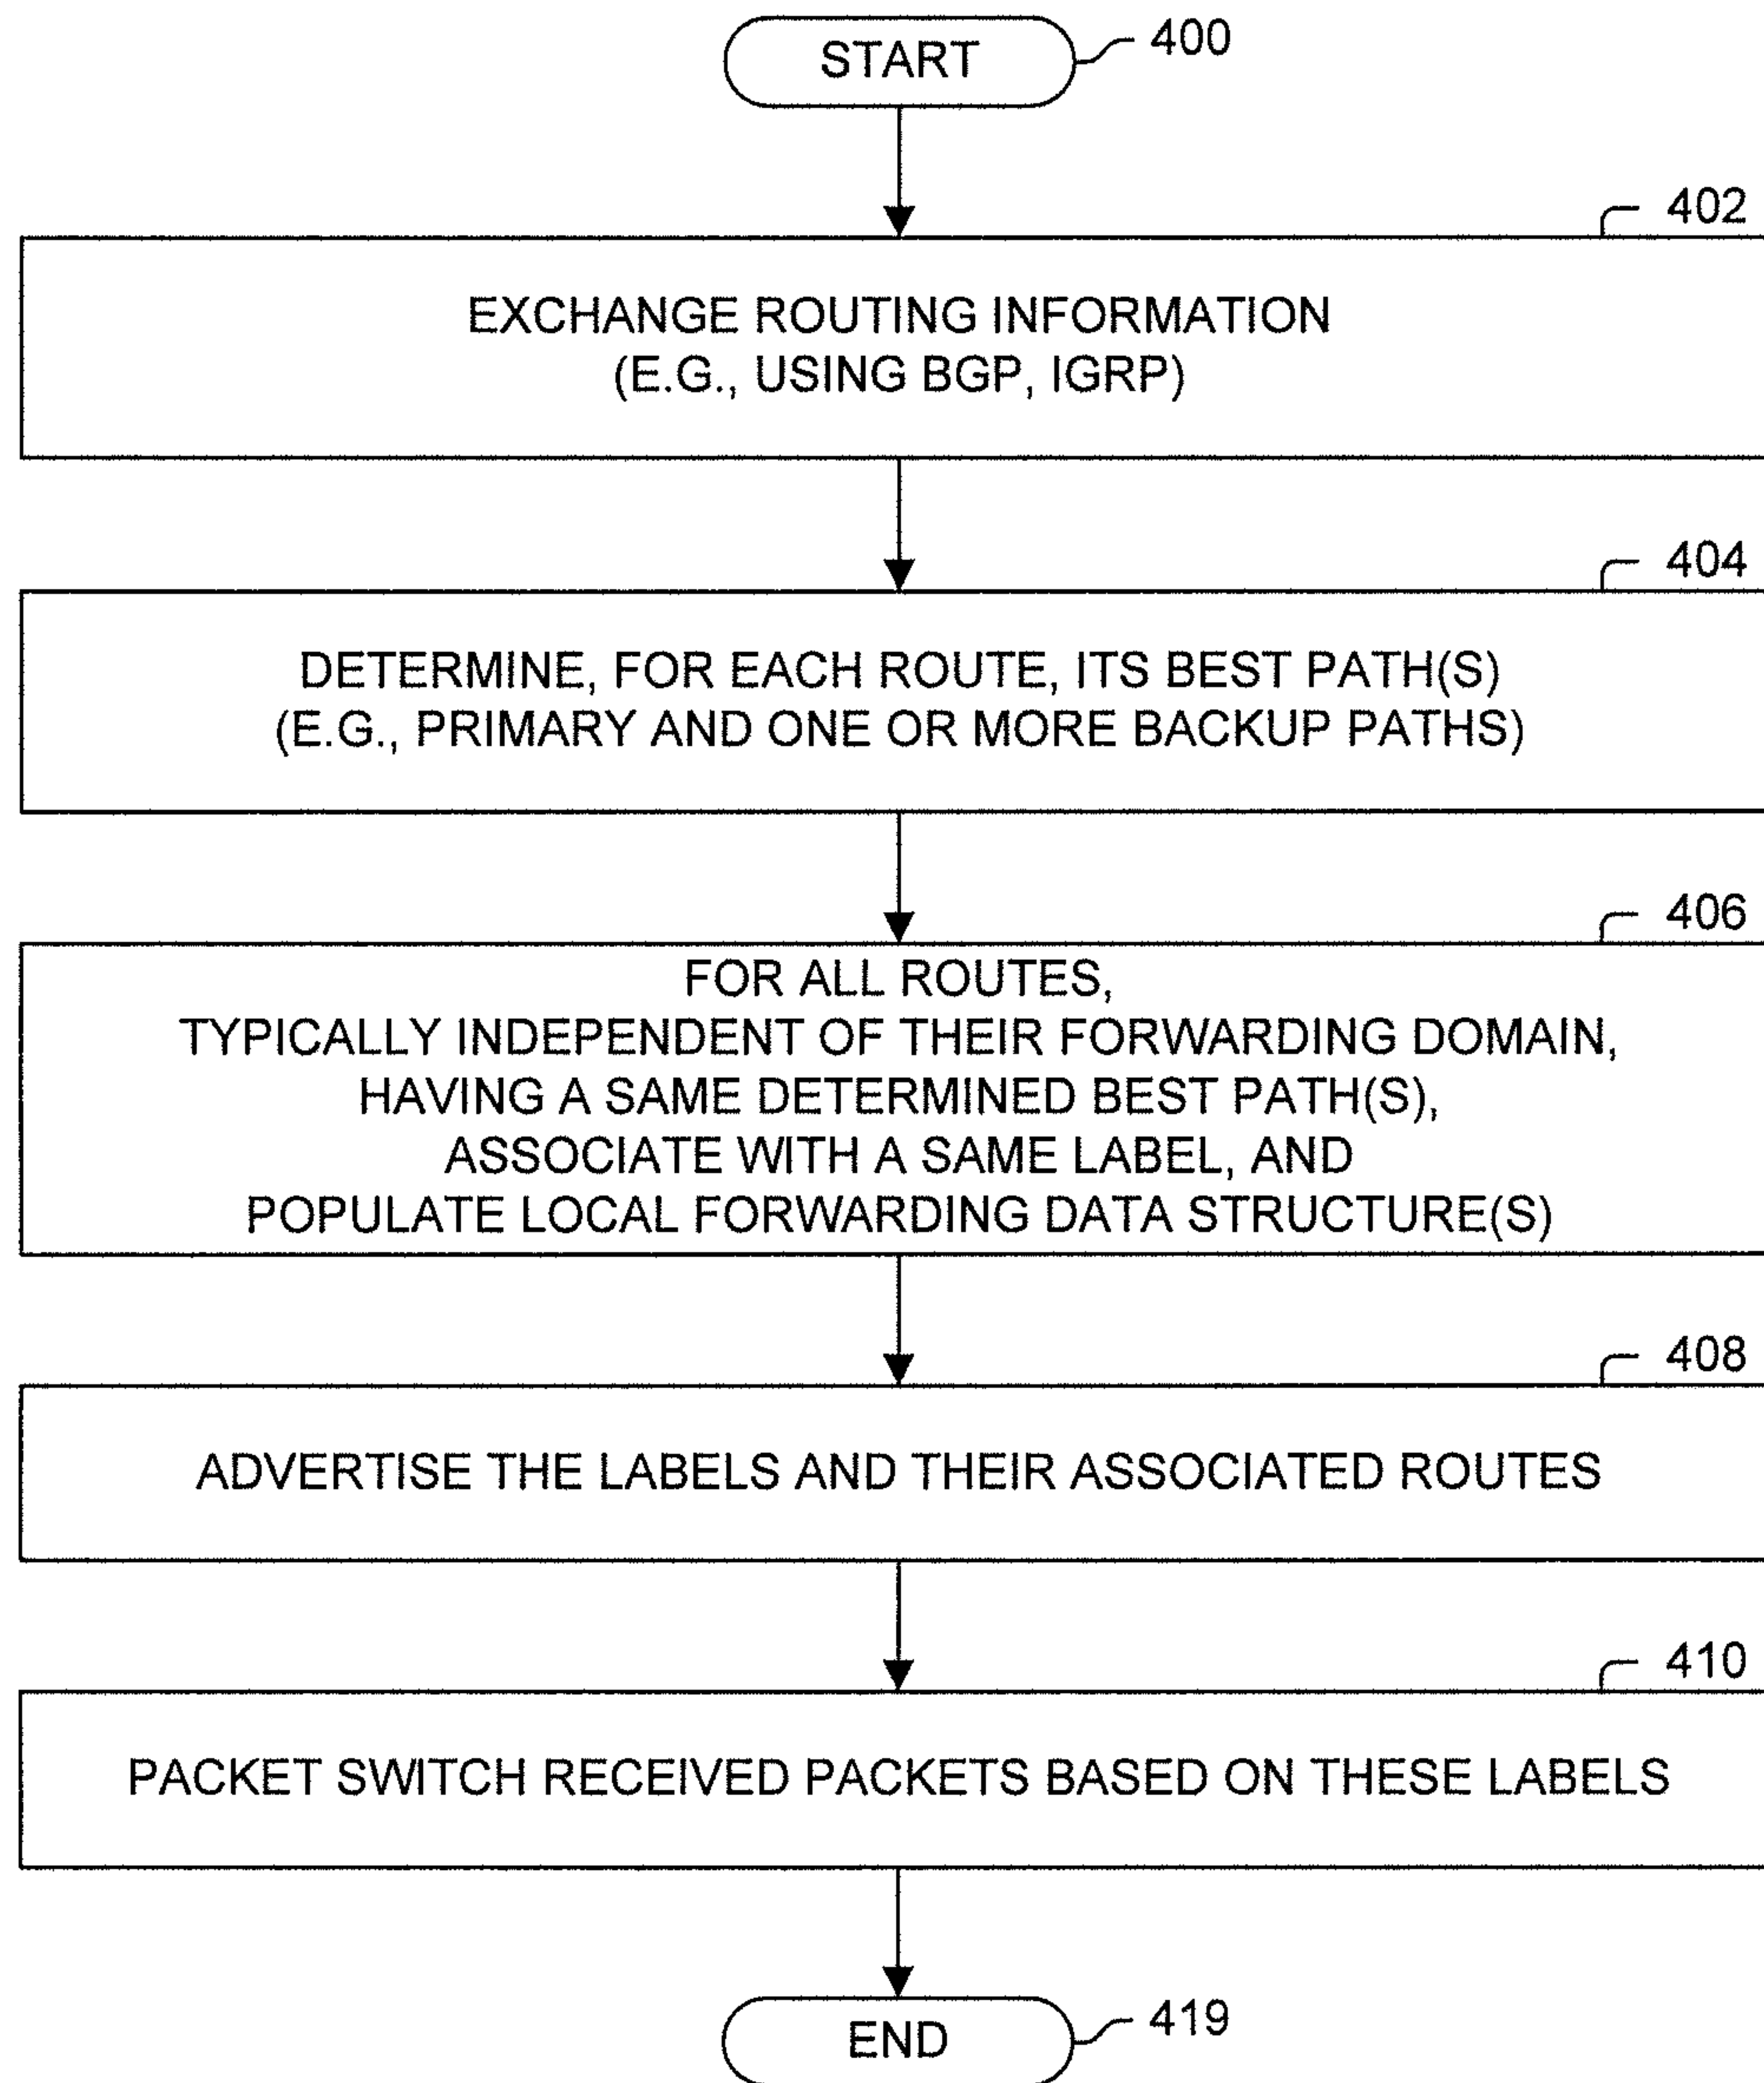 START
400
402
EXCHANGE ROUTING INFORMATION
(E.G., USING BGP, IGRP)
404
DETERMINE, FOR EACH ROUTE, ITS BEST PATH(S)
(E.G., PRIMARY AND ONE OR MORE BACKUP PATHS)
406
FOR ALL ROUTES,
TYPICALLY INDEPENDENT OF THEIR FORWARDING DOMAIN,
HAVING A SAME DETERMINED BEST PATH(S),
ASSOCIATE WITH A SAME LABEL, AND
POPULATE LOCAL FORWARDING DATA STRUCTURE(S)
408
ADVERTISE THE LABELS AND THEIR ASSOCIATED ROUTES
410
PACKET SWITCH RECEIVED PACKETS BASED ON THESE LABELS
END
419